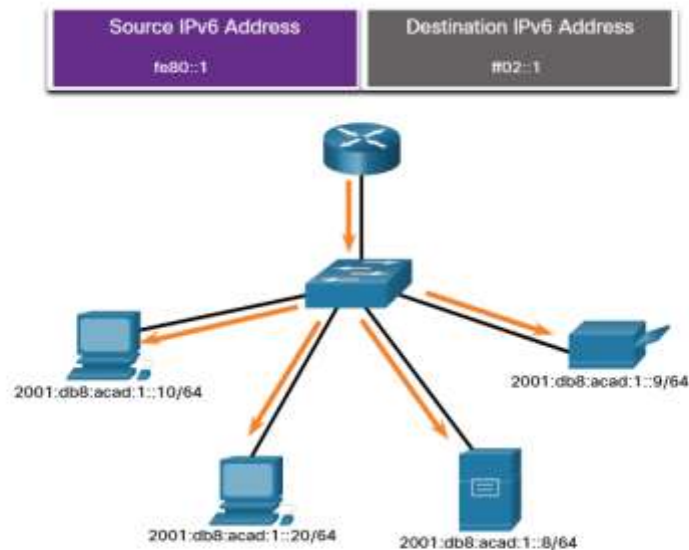 Source IPv6 Address
fe80::1
Destination IPv6 Address
ff02::1
2001:db8:acad:1::10/64
2001:db8:acad:1::9/64
2001:db8:acad:1::20/64
2001:db8:acad:1::8/64